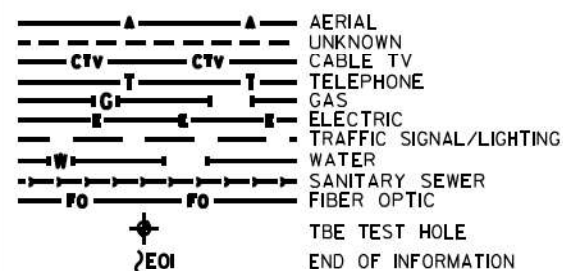 A A AERIAL
UNKNOWN
CTV CTV CABLE TV
T T TELEPHONE
G GAS
E E E ELECTRIC
TRAFFIC SIGNAL/LIGHTING
W WATER
SANITARY SEWER
FO FO FIBER OPTIC
TBE TEST HOLE
EOI END OF INFORMATION